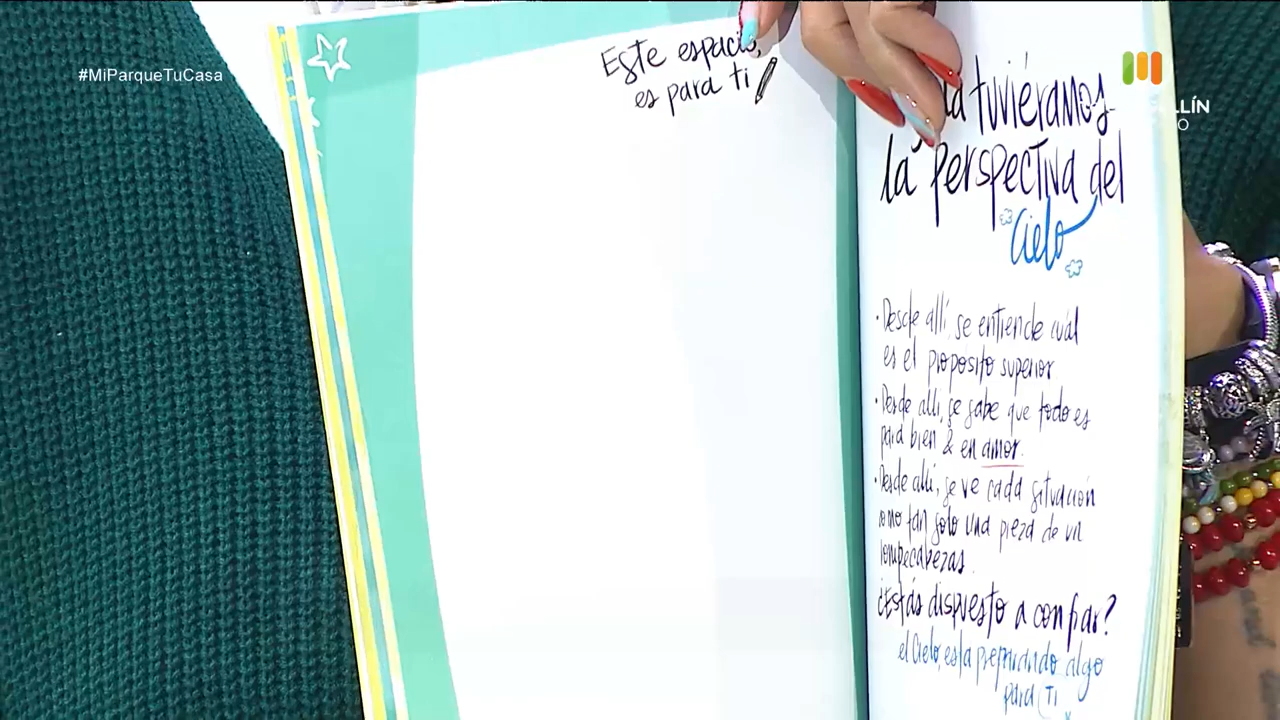 #MiParqueTuCasa
Este espacio,
es para ti
tuviéramos
la perspectiva del
cielo
LLÍN
O
• Desde allí, se entiende cuál
es el propósito superior
• Desde allí, se sabe que todo es
para bien & en amor.
• Desde allí, se ve cada situación
como tan solo una pieza de un
rompecabezas.
¿Estás dispuesto a confiar?
el Cielo, esta preparando algo
para Ti